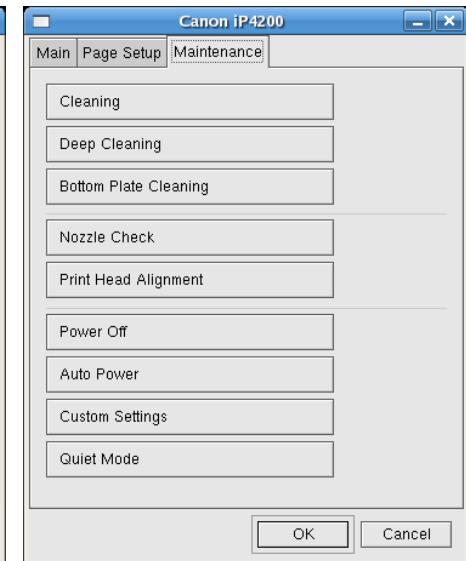 Canon iP4200
Main Page Setup Maintenance
Cleaning
Deep Cleaning
Bottom Plate Cleaning
Nozzle Check
Print Head Alignment
Power Off
Auto Power
Custom Settings
Quiet Mode
OK Cancel